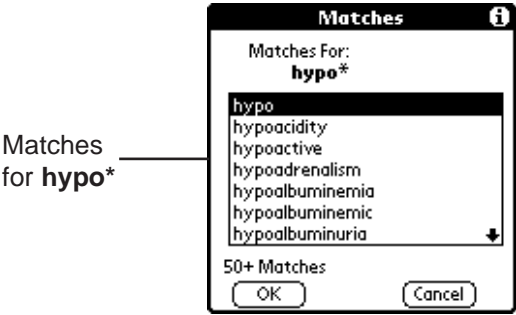 Matches
Matches For:
hypo*
hypo
hypoacidity
hypoactive
hypoadrenalism
hypoalbuminemia
hypoalbuminemic
hypoalbuminuria
50+ Matches
OK
Cancel
Matches
for hypo*